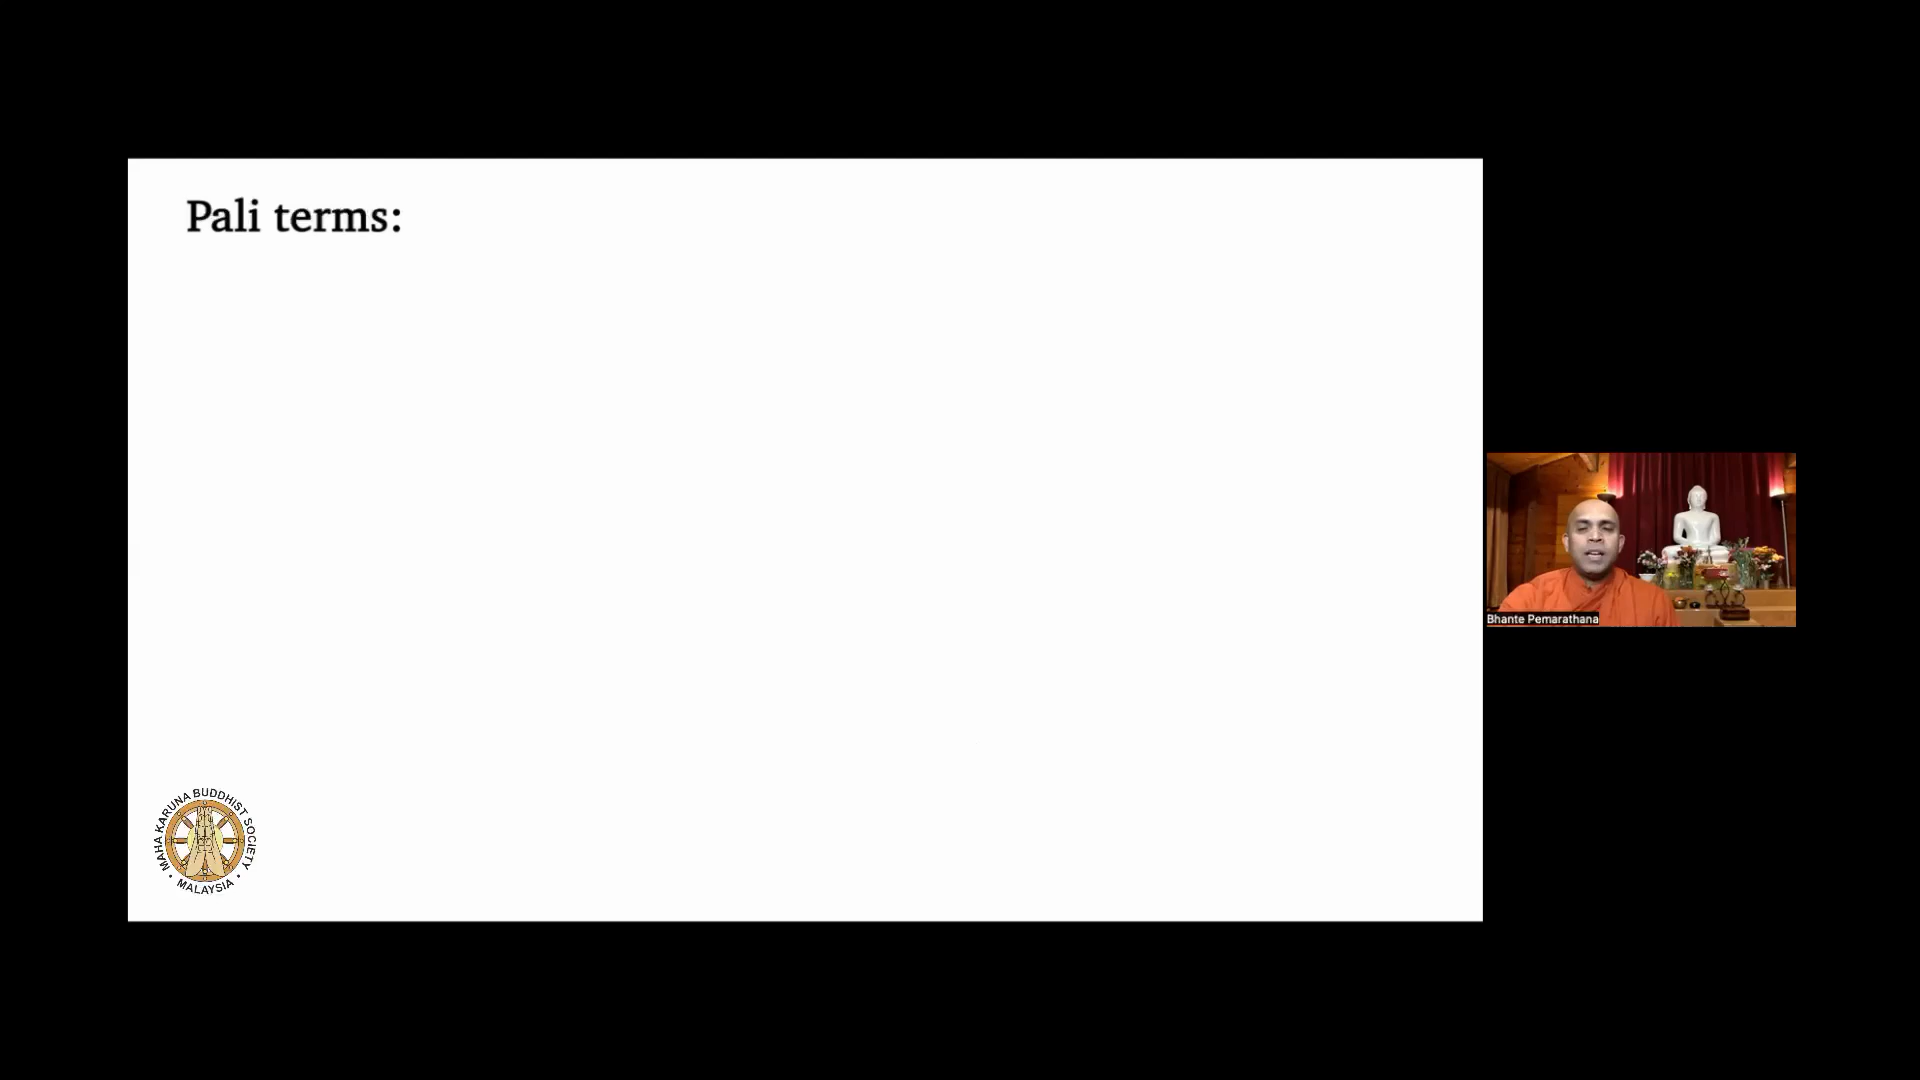 Pali terms:
MAHA KARUNA BUDDHIST SOCIETY
• MALAYSIA •
Bhante Pemarathana